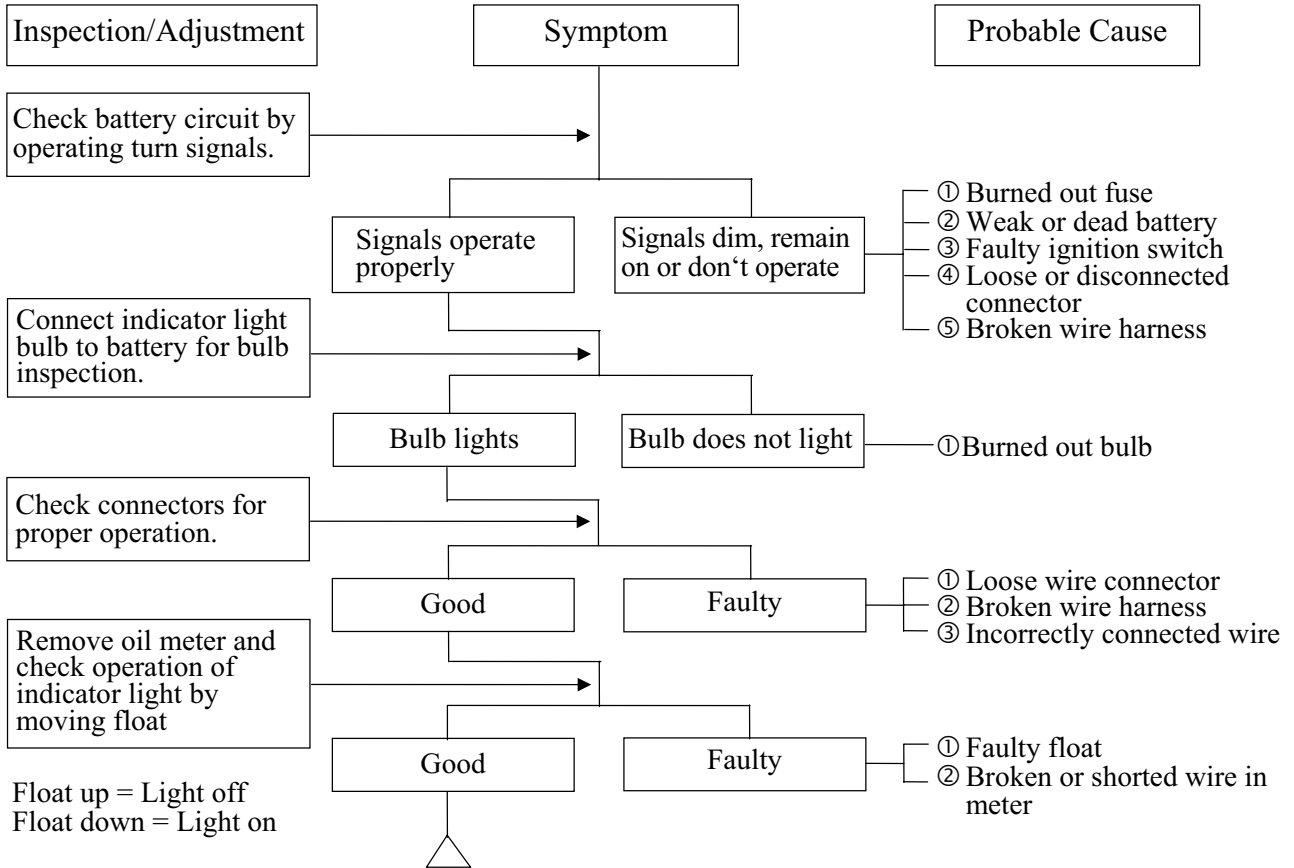 Inspection/Adjustment
Symptom
Probable Cause
Check battery circuit by
operating turn signals.
Signals operate
properly
Signals dim, remain
on or don‘t operate
① Burned out fuse
② Weak or dead battery
③ Faulty ignition switch
④ Loose or disconnected
connector
⑤ Broken wire harness
Connect indicator light
bulb to battery for bulb
inspection.
Bulb lights
Bulb does not light
①Burned out bulb
Check connectors for
proper operation.
Good
Faulty
① Loose wire connector
② Broken wire harness
③ Incorrectly connected wire
Remove oil meter and
check operation of
indicator light by
moving float
Good
Faulty
① Faulty float
② Broken or shorted wire in
meter
Float up = Light off
Float down = Light on